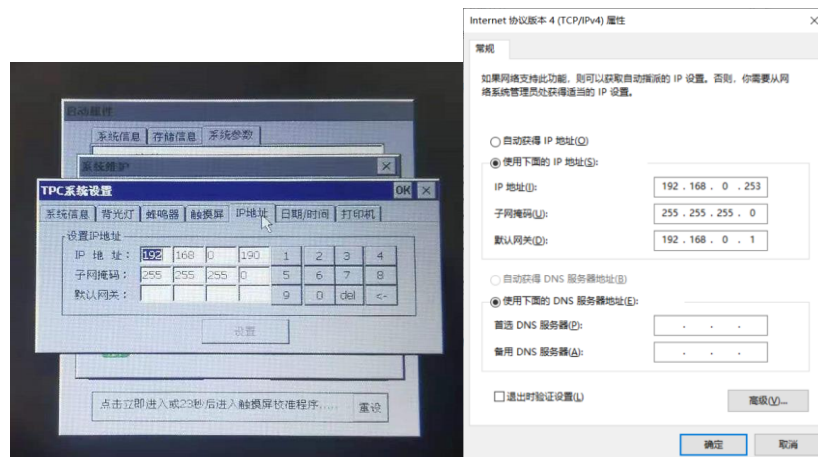 启动属性
系统信息 存储信息 系统参数
系统维护
TPC系统设置 OK
系统信息 背光灯 蜂鸣器 触摸屏 IP地址 日期/时间 打印机
设置IP地址
IP 地 址： 192 168 0 190 1 2 3 4
子网掩码： 255 255 255 0 5 6 7 8
默认网关： 9 0 del <-
设置
点击立即进入或23秒后进入触摸屏校准程序..... 重设
Internet 协议版本 4 (TCP/IPv4) 属性
常规
如果网络支持此功能，则可以获取自动指派的 IP 设置。否则，你需要从网
络系统管理员处获得适当的 IP 设置。
自动获得 IP 地址(O)
使用下面的 IP 地址(S):
IP 地址(I): 192 . 168 . 0 . 253
子网掩码(U): 255 . 255 . 255 . 0
默认网关(D): 192 . 168 . 0 . 1
自动获得 DNS 服务器地址(B)
使用下面的 DNS 服务器地址(E):
首选 DNS 服务器(P): . . .
备用 DNS 服务器(A): . . .
退出时验证设置(L) 高级(V)...
确定 取消